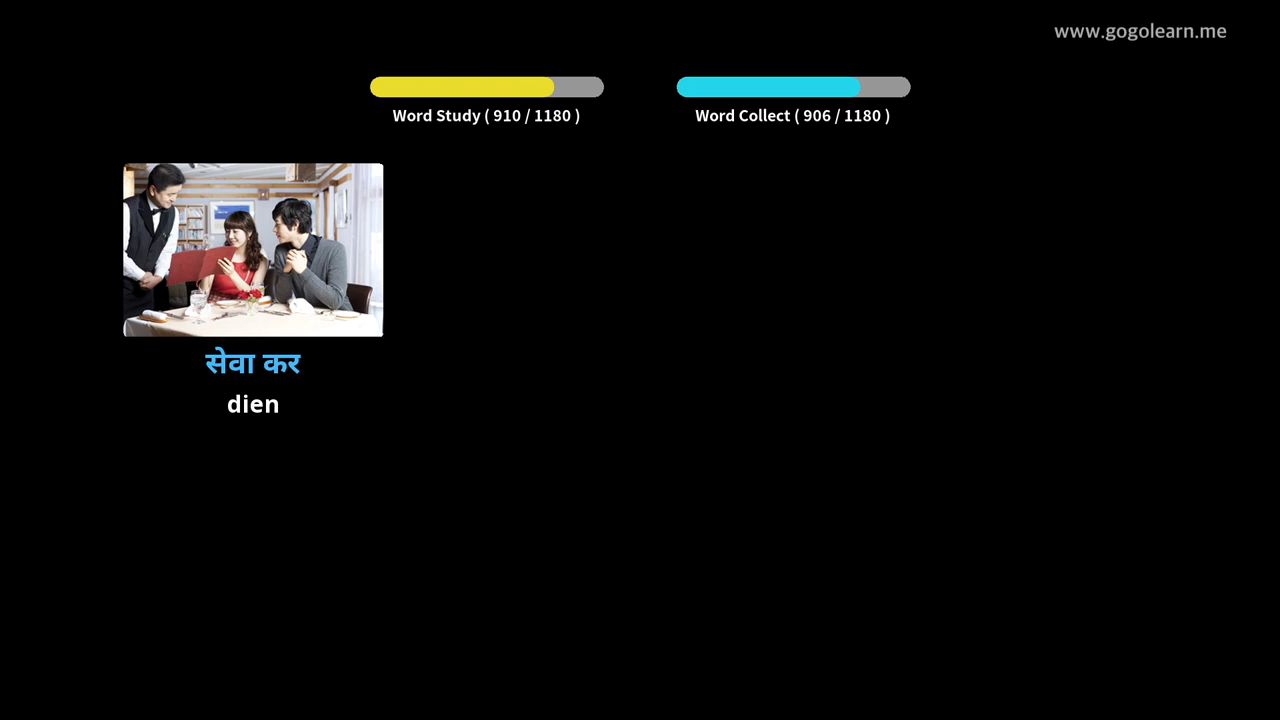 www.gogolearn.me
Word Study ( 910 / 1180 )
Word Collect ( 906 / 1180 )
सेवा कर
dien